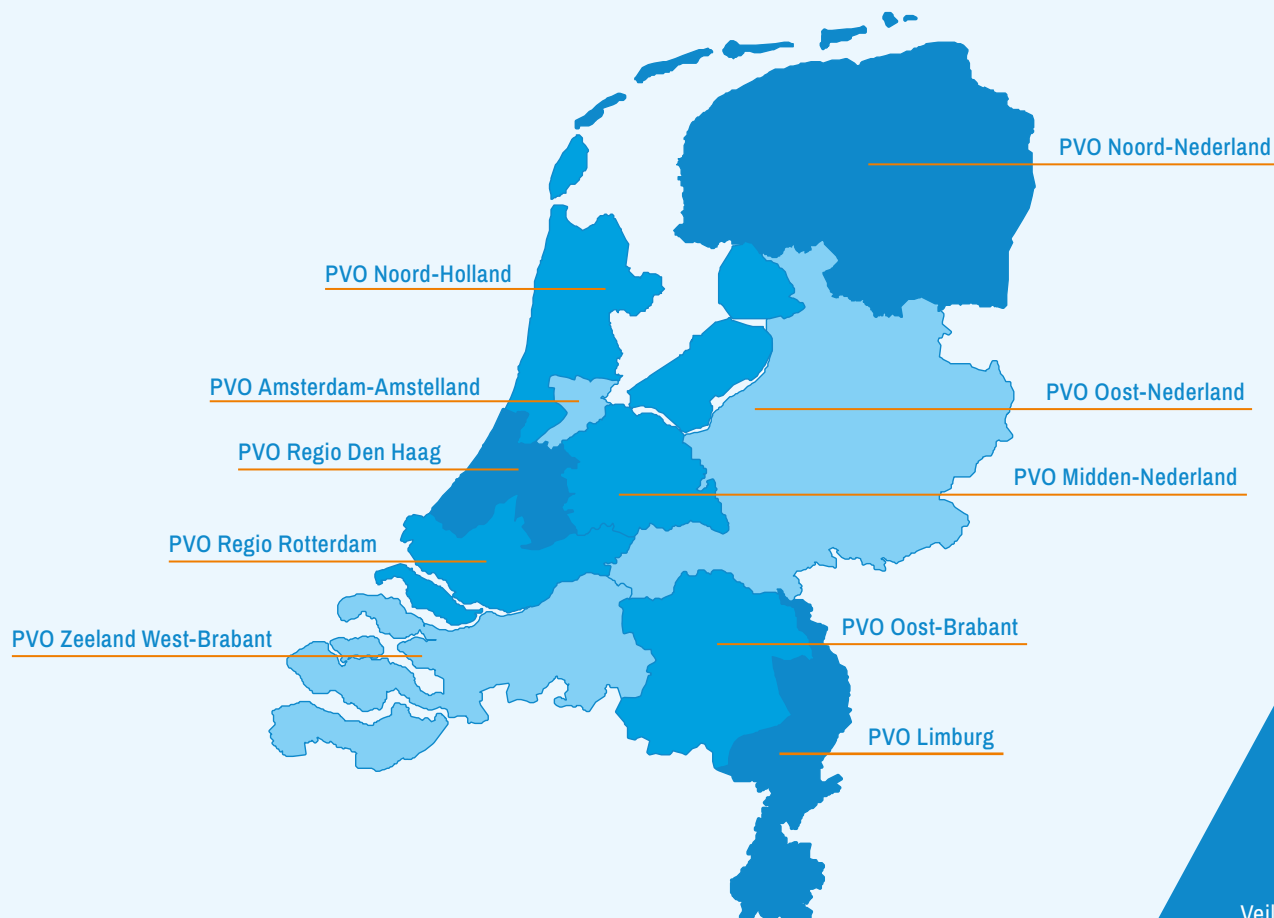 PVO Noord-Nederland
PVO Noord-Holland
PVO Amsterdam-Amstelland
PVO Oost-Nederland
PVO Regio Den Haag
PVO Midden-Nederland
PVO Regio Rotterdam
PVO Oost-Brabant
PVO Zeeland West-Brabant
PVO Limburg